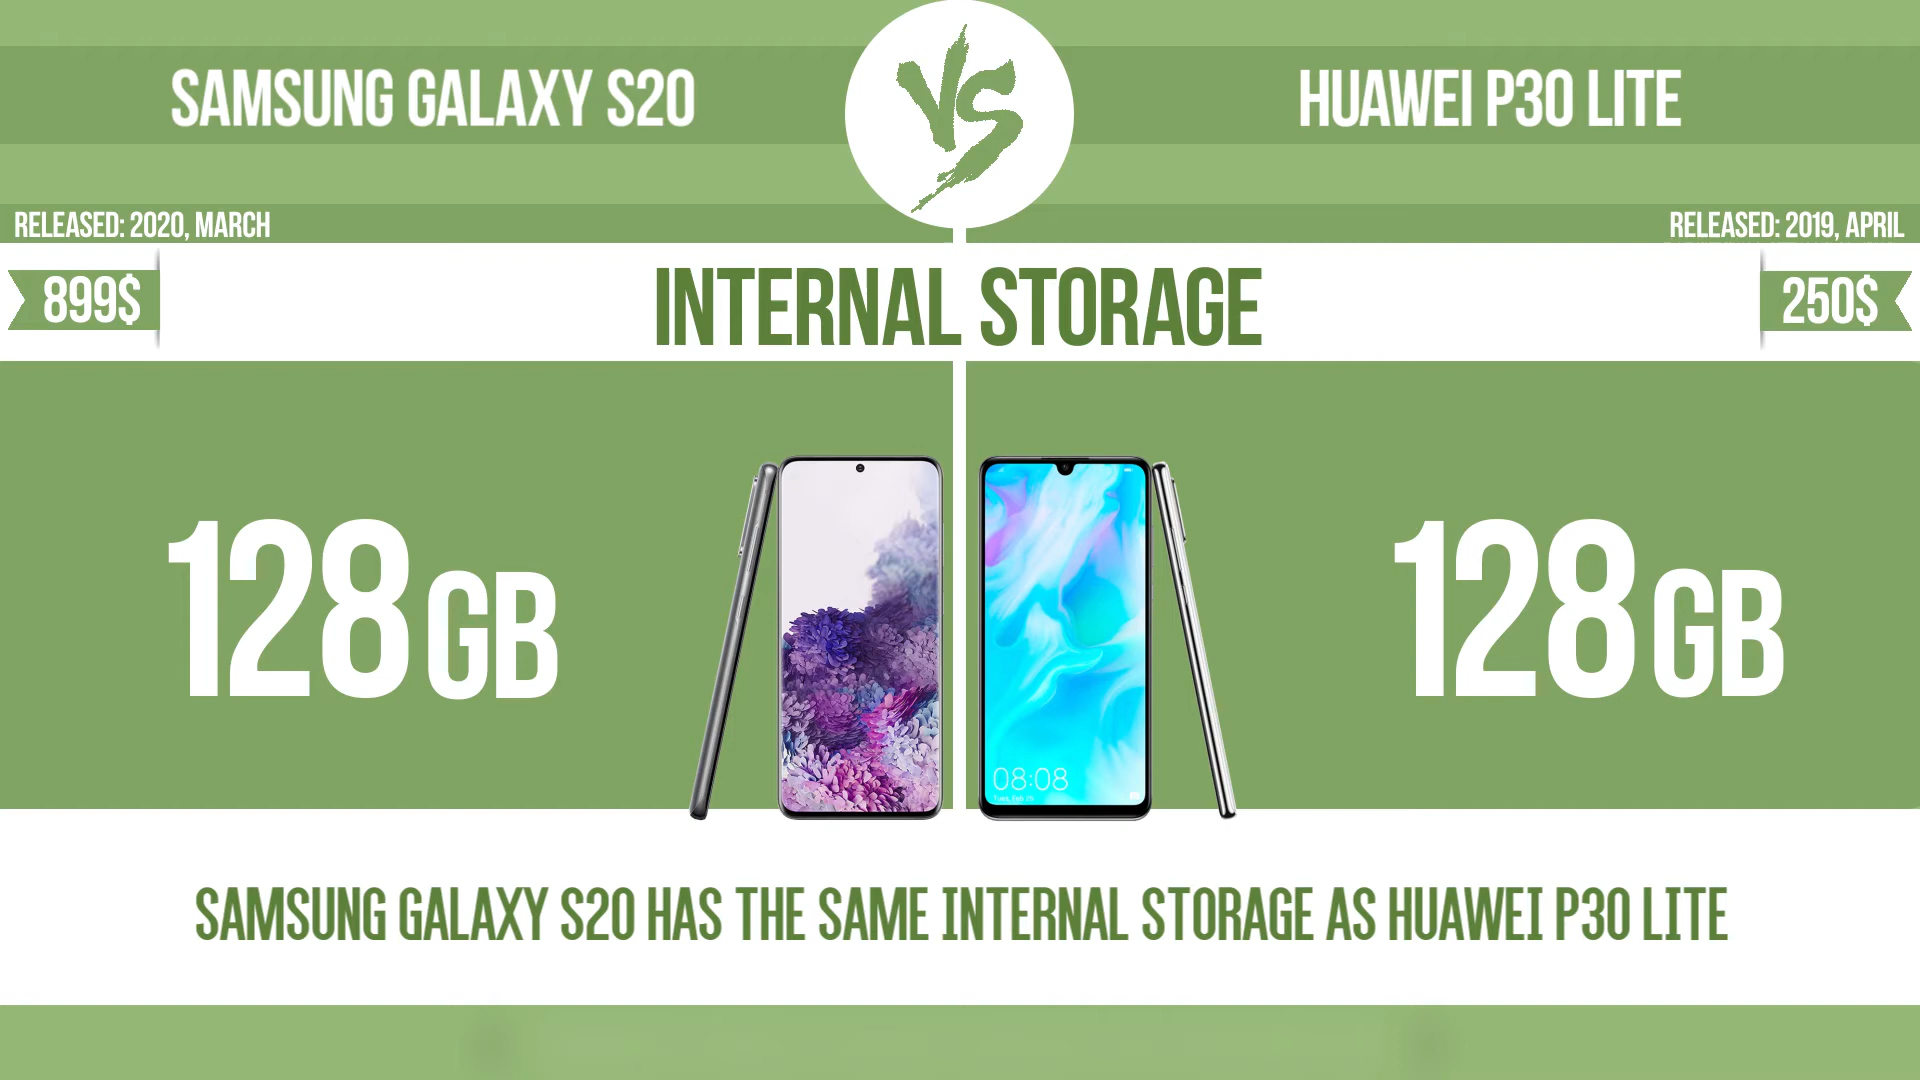 SAMSUNG GALAXY S20
VS
HUAWEI P30 LITE
RELEASED: 2020, MARCH
RELEASED: 2019, APRIL
899$
INTERNAL STORAGE
250$
128GB
128GB
08:08
SAMSUNG GALAXY S20 HAS THE SAME INTERNAL STORAGE AS HUAWEI P30 LITE